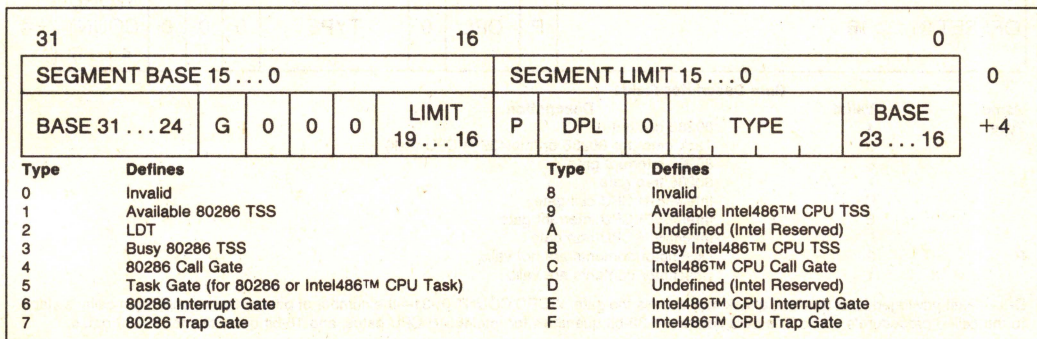 31 16 0
SEGMENT BASE 15 . . . 0 SEGMENT LIMIT 15 . . . 0 0
BASE 31 . . . 24 G 0 0 0 LIMIT 19 . . . 16 P DPL 0 TYPE BASE 23 . . . 16 +4
Type Defines Type Defines
0 Invalid 8 Invalid
1 Available 80286 TSS 9 Available Intel486™ CPU TSS
2 LDT A Undefined (Intel Reserved)
3 Busy 80286 TSS B Busy Intel486™ CPU TSS
4 80286 Call Gate C Intel486™ CPU Call Gate
5 Task Gate (for 80286 or Intel486™ CPU Task) D Undefined (Intel Reserved)
6 80286 Interrupt Gate E Intel486™ CPU Interrupt Gate
7 80286 Trap Gate F Intel486™ CPU Trap Gate